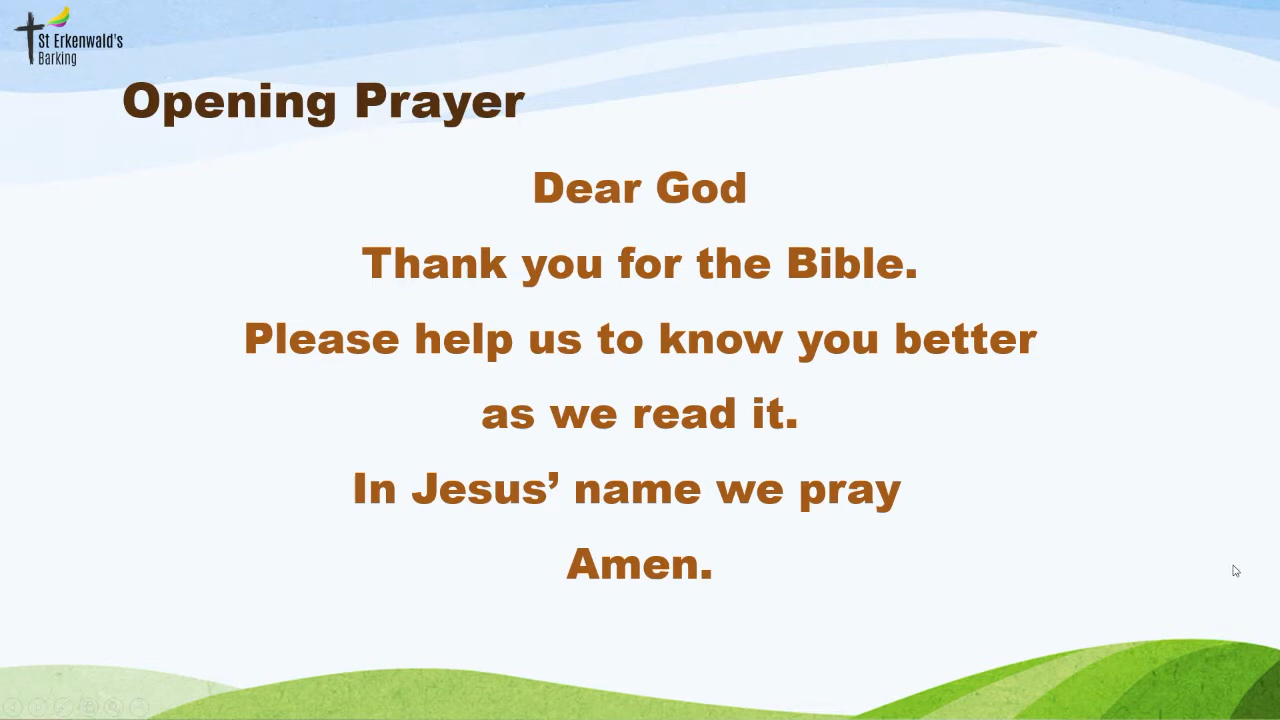 St Erkenwald's
Barking
Opening Prayer
Dear God
Thank you for the Bible.
Please help us to know you better
as we read it.
In Jesus’ name we pray
Amen.